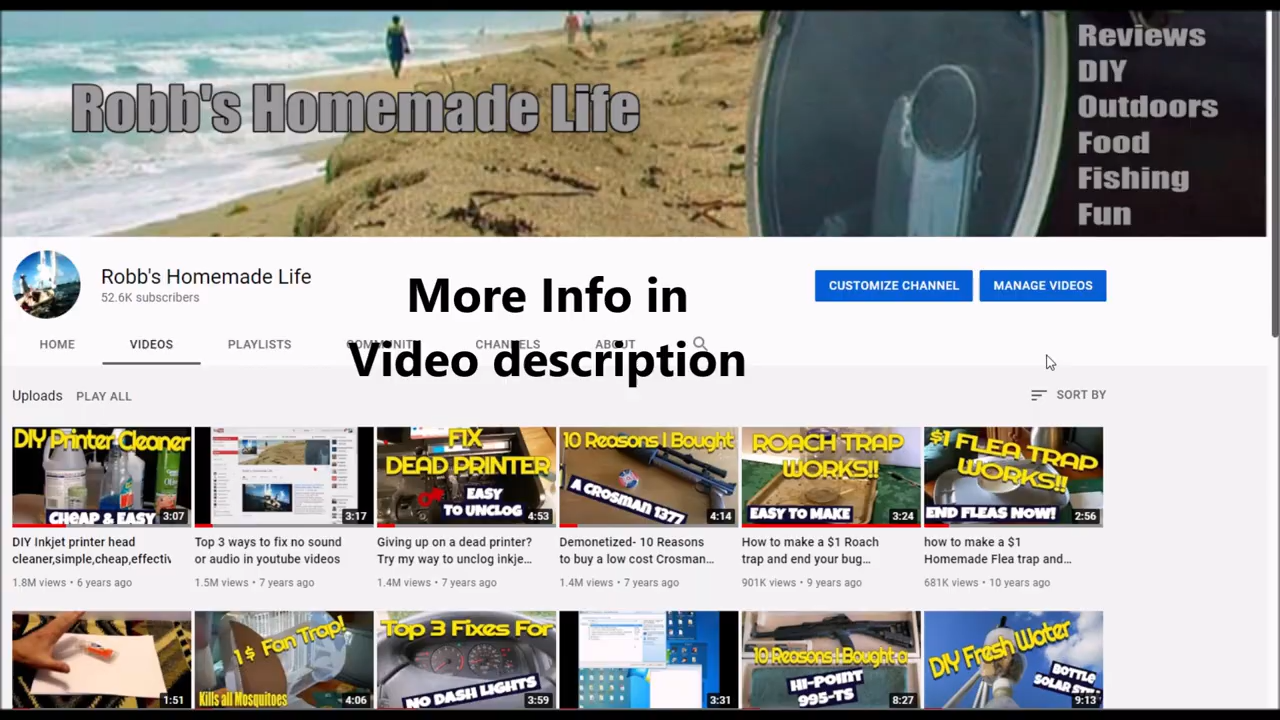 Reviews
DIY
Outdoors
Food
Fishing
Fun
Robb's Homemade Life
Robb's Homemade Life
52.6K subscribers
CUSTOMIZE CHANNEL
MANAGE VIDEOS
More Info in
Video description
HOME
VIDEOS
PLAYLISTS
COMMUNITY
CHANNELS
ABOUT
Uploads
PLAY ALL
SORT BY
DIY Printer Cleaner
CHEAP & EASY
3:07
3:17
FIX
DEAD PRINTER
EASY
TO UNCLOG
4:53
10 Reasons I Bought
A CROSMAN 1377
4:14
ROACH TRAP
WORKS!!
EASY TO MAKE
3:24
$1 FLEA TRAP
WORKS!!
END FLEAS NOW!
2:56
DIY Inkjet printer head
cleaner,simple,cheap,effectiv
1.8M views • 6 years ago
Top 3 ways to fix no sound
or audio in youtube videos
1.5M views • 7 years ago
Giving up on a dead printer?
Try my way to unclog inkje...
1.4M views • 7 years ago
Demonetized- 10 Reasons
to buy a low cost Crosman...
1.4M views • 7 years ago
How to make a $1 Roach
trap and end your bug...
901K views • 9 years ago
how to make a $1
Homemade Flea trap and...
681K views • 10 years ago
1:51
1$ Fan Trap!
Kills all Mosquitoes
4:06
Top 3 Fixes For
NO DASH LIGHTS
3:59
3:31
10 Reasons I Bought a
HI-POINT
995-TS
8:27
DIY Fresh Water
BOTTLE
SOLAR
9:13